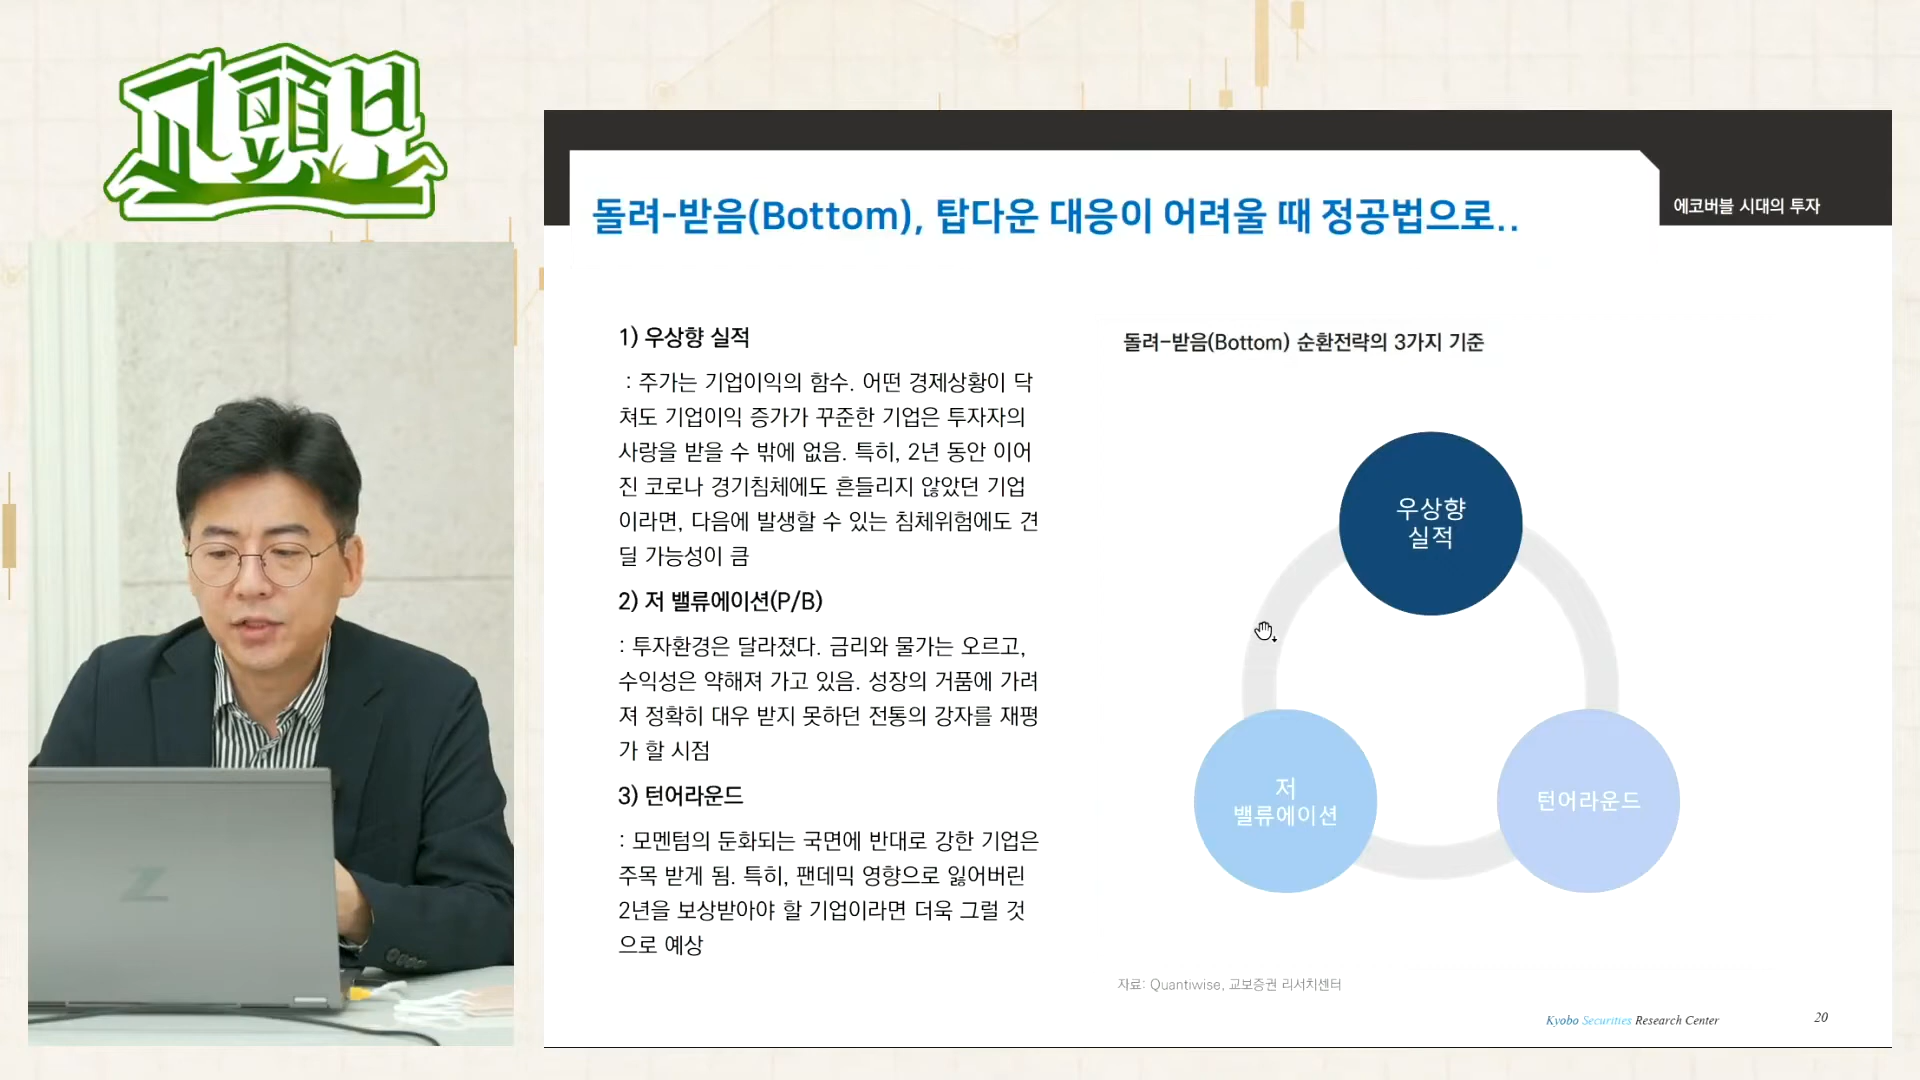 교頭보
에코버블 시대의 투자
돌려-받음(Bottom), 탑다운 대응이 어려울 때 정공법으로..
1) 우상향 실적
: 주가는 기업이익의 함수. 어떤 경제상황이 닥
쳐도 기업이익 증가가 꾸준한 기업은 투자자의
사랑을 받을 수 밖에 없음. 특히, 2년 동안 이어
진 코로나 경기침체에도 흔들리지 않았던 기업
이라면, 다음에 발생할 수 있는 침체위험에도 견
딜 가능성이 큼
2) 저 밸류에이션(P/B)
: 투자환경은 달라졌다. 금리와 물가는 오르고,
수익성은 약해져 가고 있음. 성장의 거품에 가려
져 정확히 대우 받지 못하던 전통의 강자를 재평
가 할 시점
3) 턴어라운드
: 모멘텀의 둔화되는 국면에 반대로 강한 기업은
주목 받게 됨. 특히, 팬데믹 영향으로 잃어버린
2년을 보상받아야 할 기업이라면 더욱 그럴 것
으로 예상
돌려-받음(Bottom) 순환전략의 3가지 기준
우상향
실적
저
밸류에이션
턴어라운드
자료: Quantiwise, 교보증권 리서치센터
Kyobo Securities Research Center
20